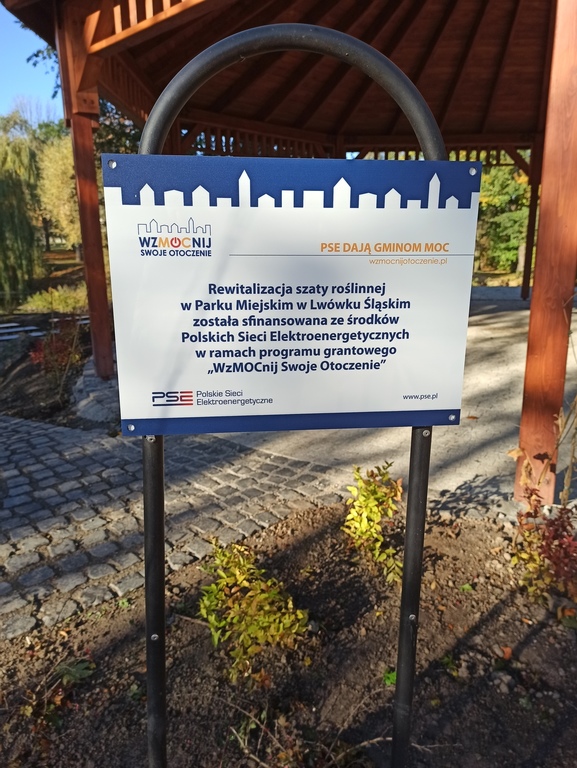 WZMOCNIJ
SWOJE OTOCZENIE
PSE DAJĄ GMINOM MOC
wzmocnijotoczenie.pl
Rewitalizacja szaty roślinnej
w Parku Miejskim w Lwówku Śląskim
została sfinansowana ze środków
Polskich Sieci Elektroenergetycznych
w ramach programu grantowego
„WzMOCnij Swoje Otoczenie”
PSE Polskie Sieci
Elektroenergetyczne
www.pse.pl